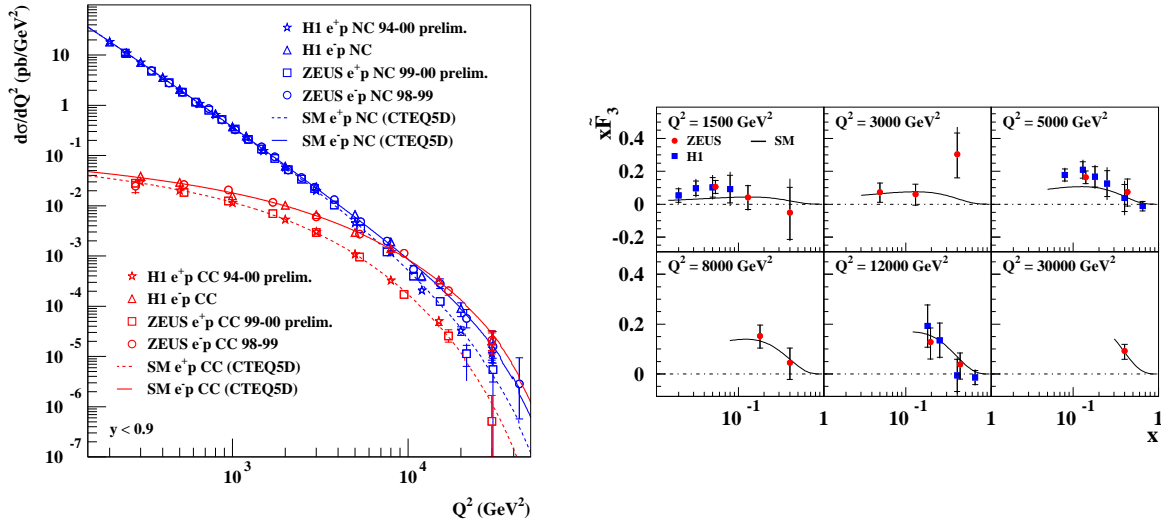 dσ/dQ² (pb/GeV²)
10
1
10⁻¹
10⁻²
10⁻³
10⁻⁴
10⁻⁵
10⁻⁶
10⁻⁷
H1 e⁺p NC 94-00 prelim.
H1 e⁻p NC
ZEUS e⁺p NC 99-00 prelim.
ZEUS e⁻p NC 98-99
SM e⁺p NC (CTEQ5D)
SM e⁻p NC (CTEQ5D)
H1 e⁺p CC 94-00 prelim.
H1 e⁻p CC
ZEUS e⁺p CC 99-00 prelim.
ZEUS e⁻p CC 98-99
SM e⁺p CC (CTEQ5D)
SM e⁻p CC (CTEQ5D)
y < 0.9
10³ 10⁴
Q² (GeV²)
xF̃₃
Q² = 1500 GeV² Q² = 3000 GeV² Q² = 5000 GeV²
ZEUS SM
H1
0.4
0.2
0
-0.2
Q² = 8000 GeV² Q² = 12000 GeV² Q² = 30000 GeV²
0.4
0.2
0
10⁻¹ 1 10⁻¹ 1 10⁻¹ 1
x